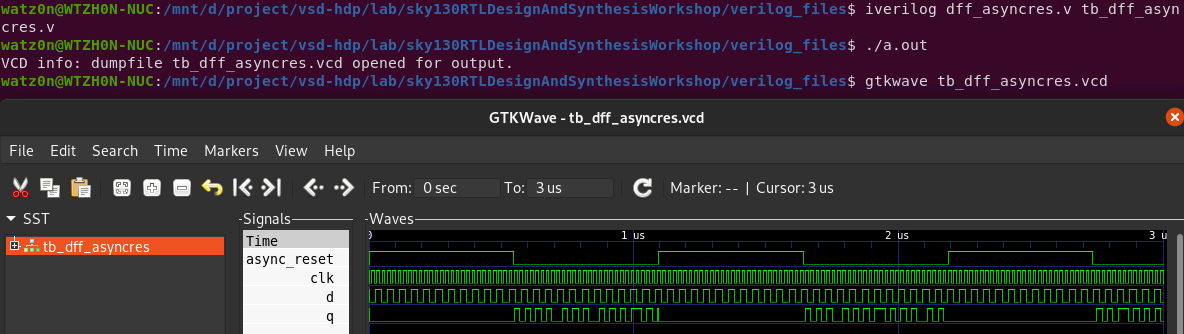 watz0n@WTZH0N-NUC:/mnt/d/project/vsd-hdp/lab/sky130RTLDesignAndSynthesisWorkshop/verilog_files$ iverilog dff_asyncres.v tb_dff_asyn
cres.v
watz0n@WTZH0N-NUC:/mnt/d/project/vsd-hdp/lab/sky130RTLDesignAndSynthesisWorkshop/verilog_files$ ./a.out
VCD info: dumpfile tb_dff_asyncres.vcd opened for output.
watz0n@WTZH0N-NUC:/mnt/d/project/vsd-hdp/lab/sky130RTLDesignAndSynthesisWorkshop/verilog_files$ gtkwave tb_dff_asyncres.vcd
GTKWave - tb_dff_asyncres.vcd
File Edit Search Time Markers View Help
From: 0 sec To: 3 us Marker: -- | Cursor: 3 us
SST Signals Waves
tb_dff_asyncres
Time 0 1 us 2 us 3 u
async_reset
clk
d
q